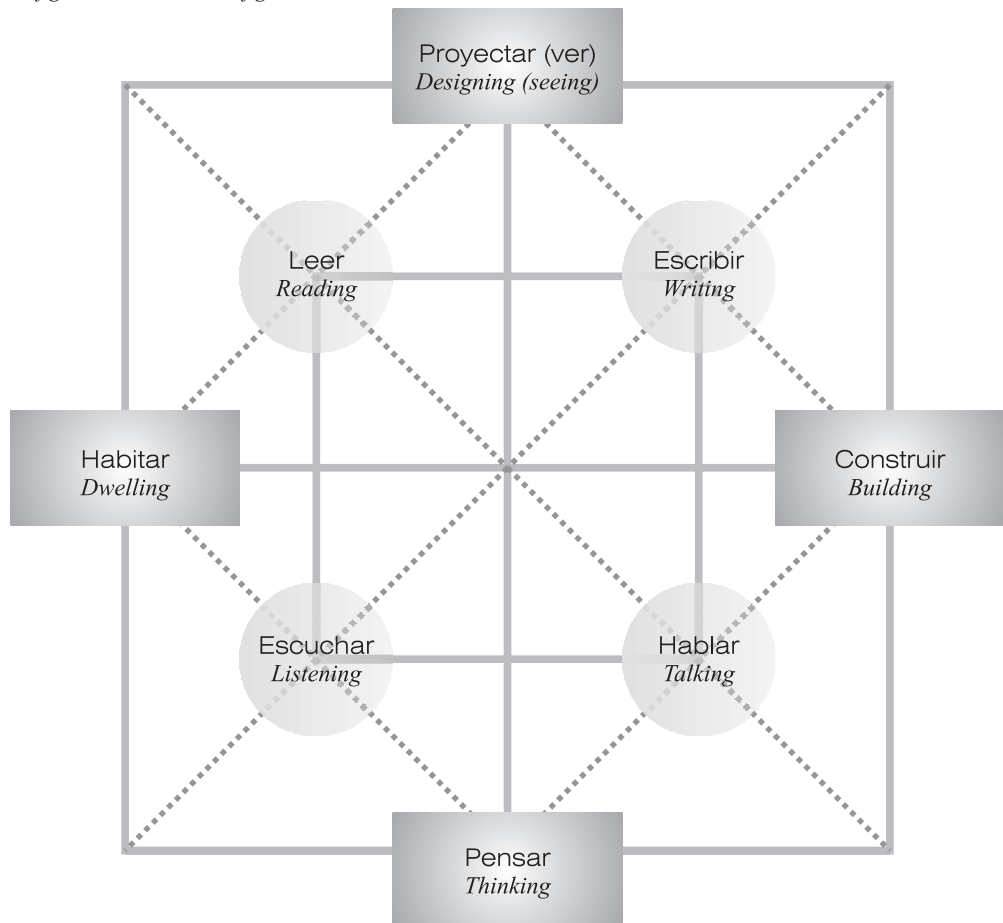 Proyectar (ver)
Designing (seeing)
Leer
Reading
Escribir
Writing
Habitar
Dwelling
Construir
Building
Escuchar
Listening
Hablar
Talking
Pensar
Thinking